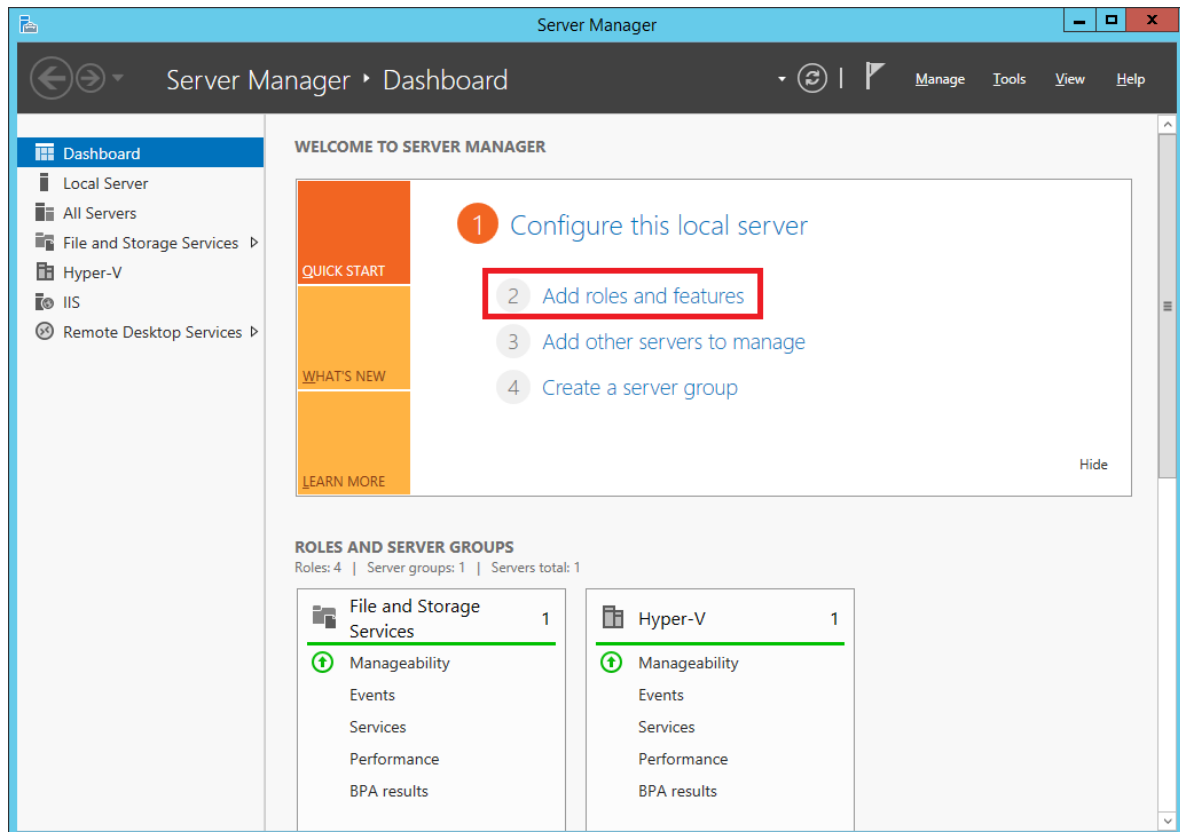 Server Manager
Server Manager • Dashboard
Manage Tools View Help
Dashboard
Local Server
All Servers
File and Storage Services
Hyper-V
IIS
Remote Desktop Services
WELCOME TO SERVER MANAGER
QUICK START
WHAT'S NEW
LEARN MORE
1 Configure this local server
2 Add roles and features
3 Add other servers to manage
4 Create a server group
Hide
ROLES AND SERVER GROUPS
Roles: 4 | Server groups: 1 | Servers total: 1
File and Storage
Services
1
Manageability
Events
Services
Performance
BPA results
Hyper-V 1
Manageability
Events
Services
Performance
BPA results